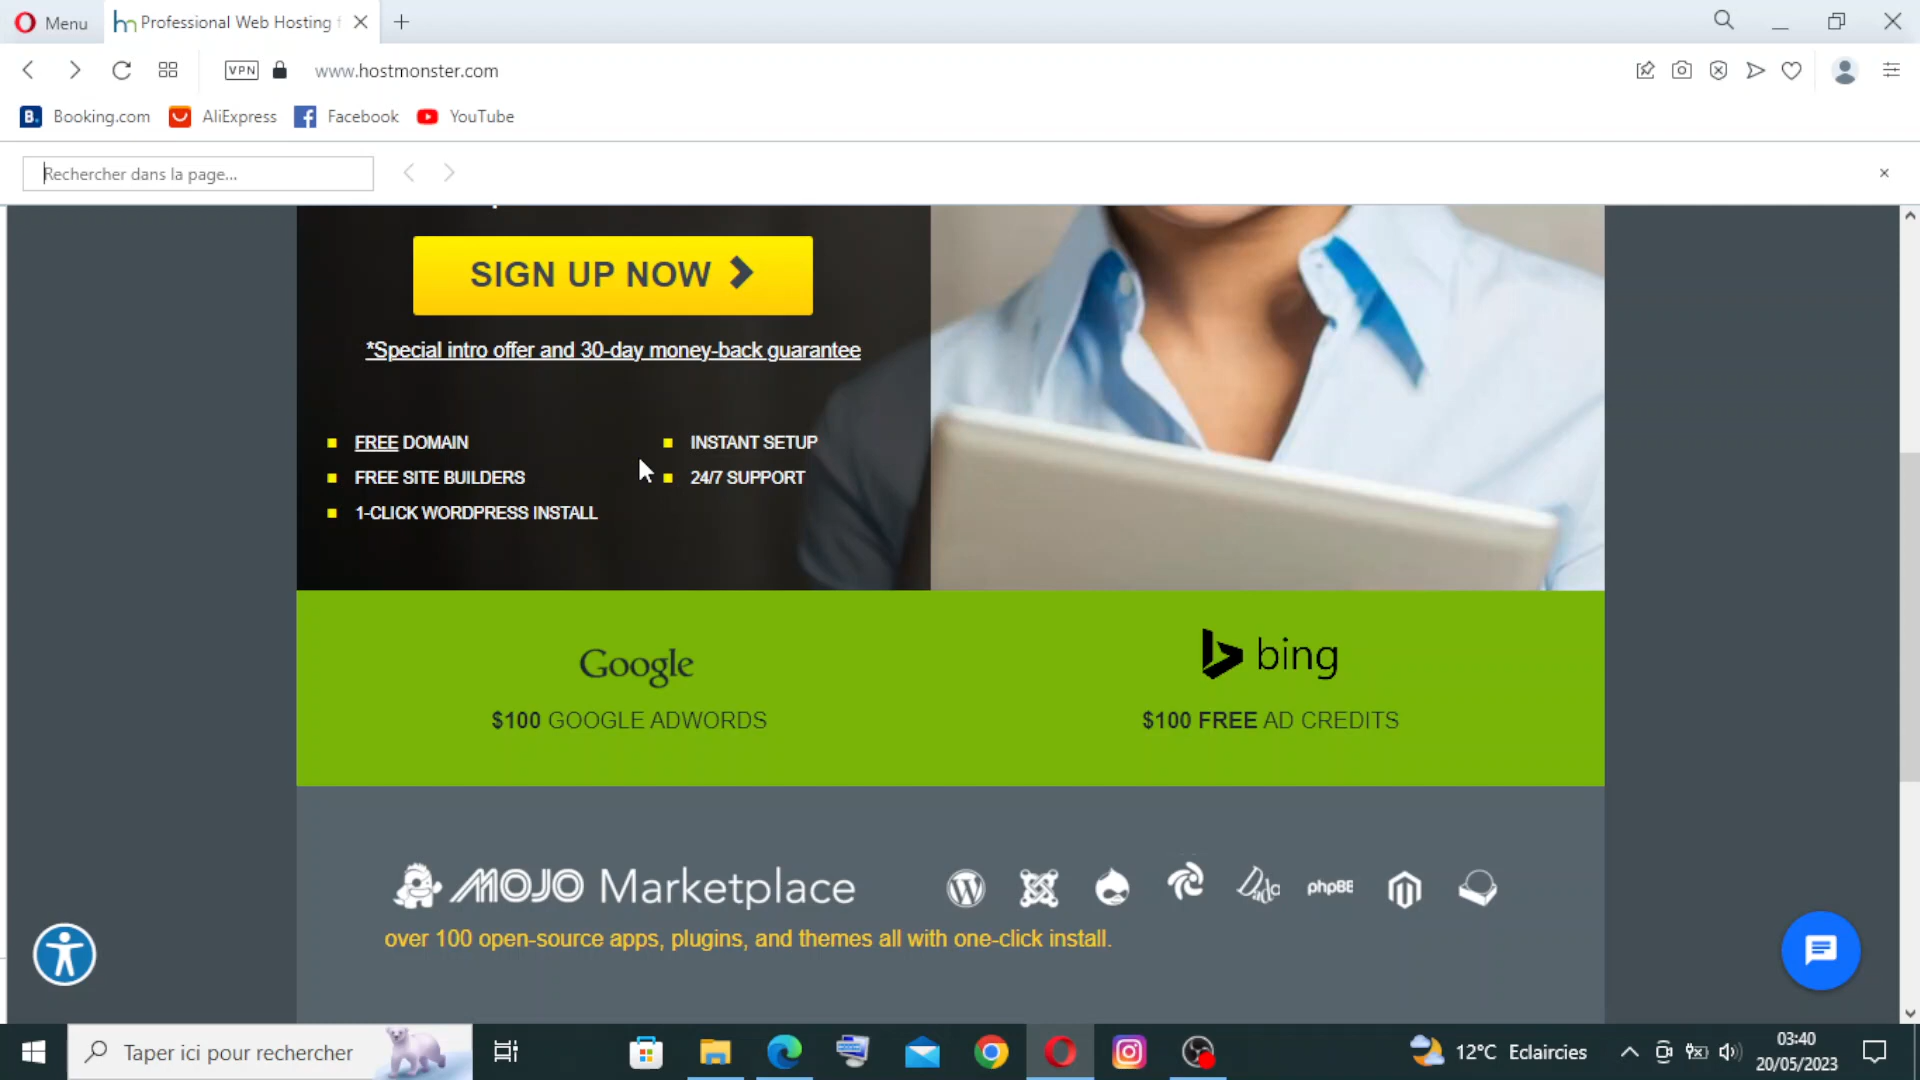 Menu
Professional Web Hosting f
VPN
www.hostmonster.com
B. Booking.com
AliExpress
Facebook
YouTube
Rechercher dans la page...
SIGN UP NOW
*Special intro offer and 30-day money-back guarantee
FREE DOMAIN
INSTANT SETUP
FREE SITE BUILDERS
24/7 SUPPORT
1-CLICK WORDPRESS INSTALL
Google
bing
$100 GOOGLE ADWORDS
$100 FREE AD CREDITS
MOJO Marketplace
phpBB
over 100 open-source apps, plugins, and themes all with one-click install.
Taper ici pour rechercher
12°C Eclaircies
03:40
20/05/2023